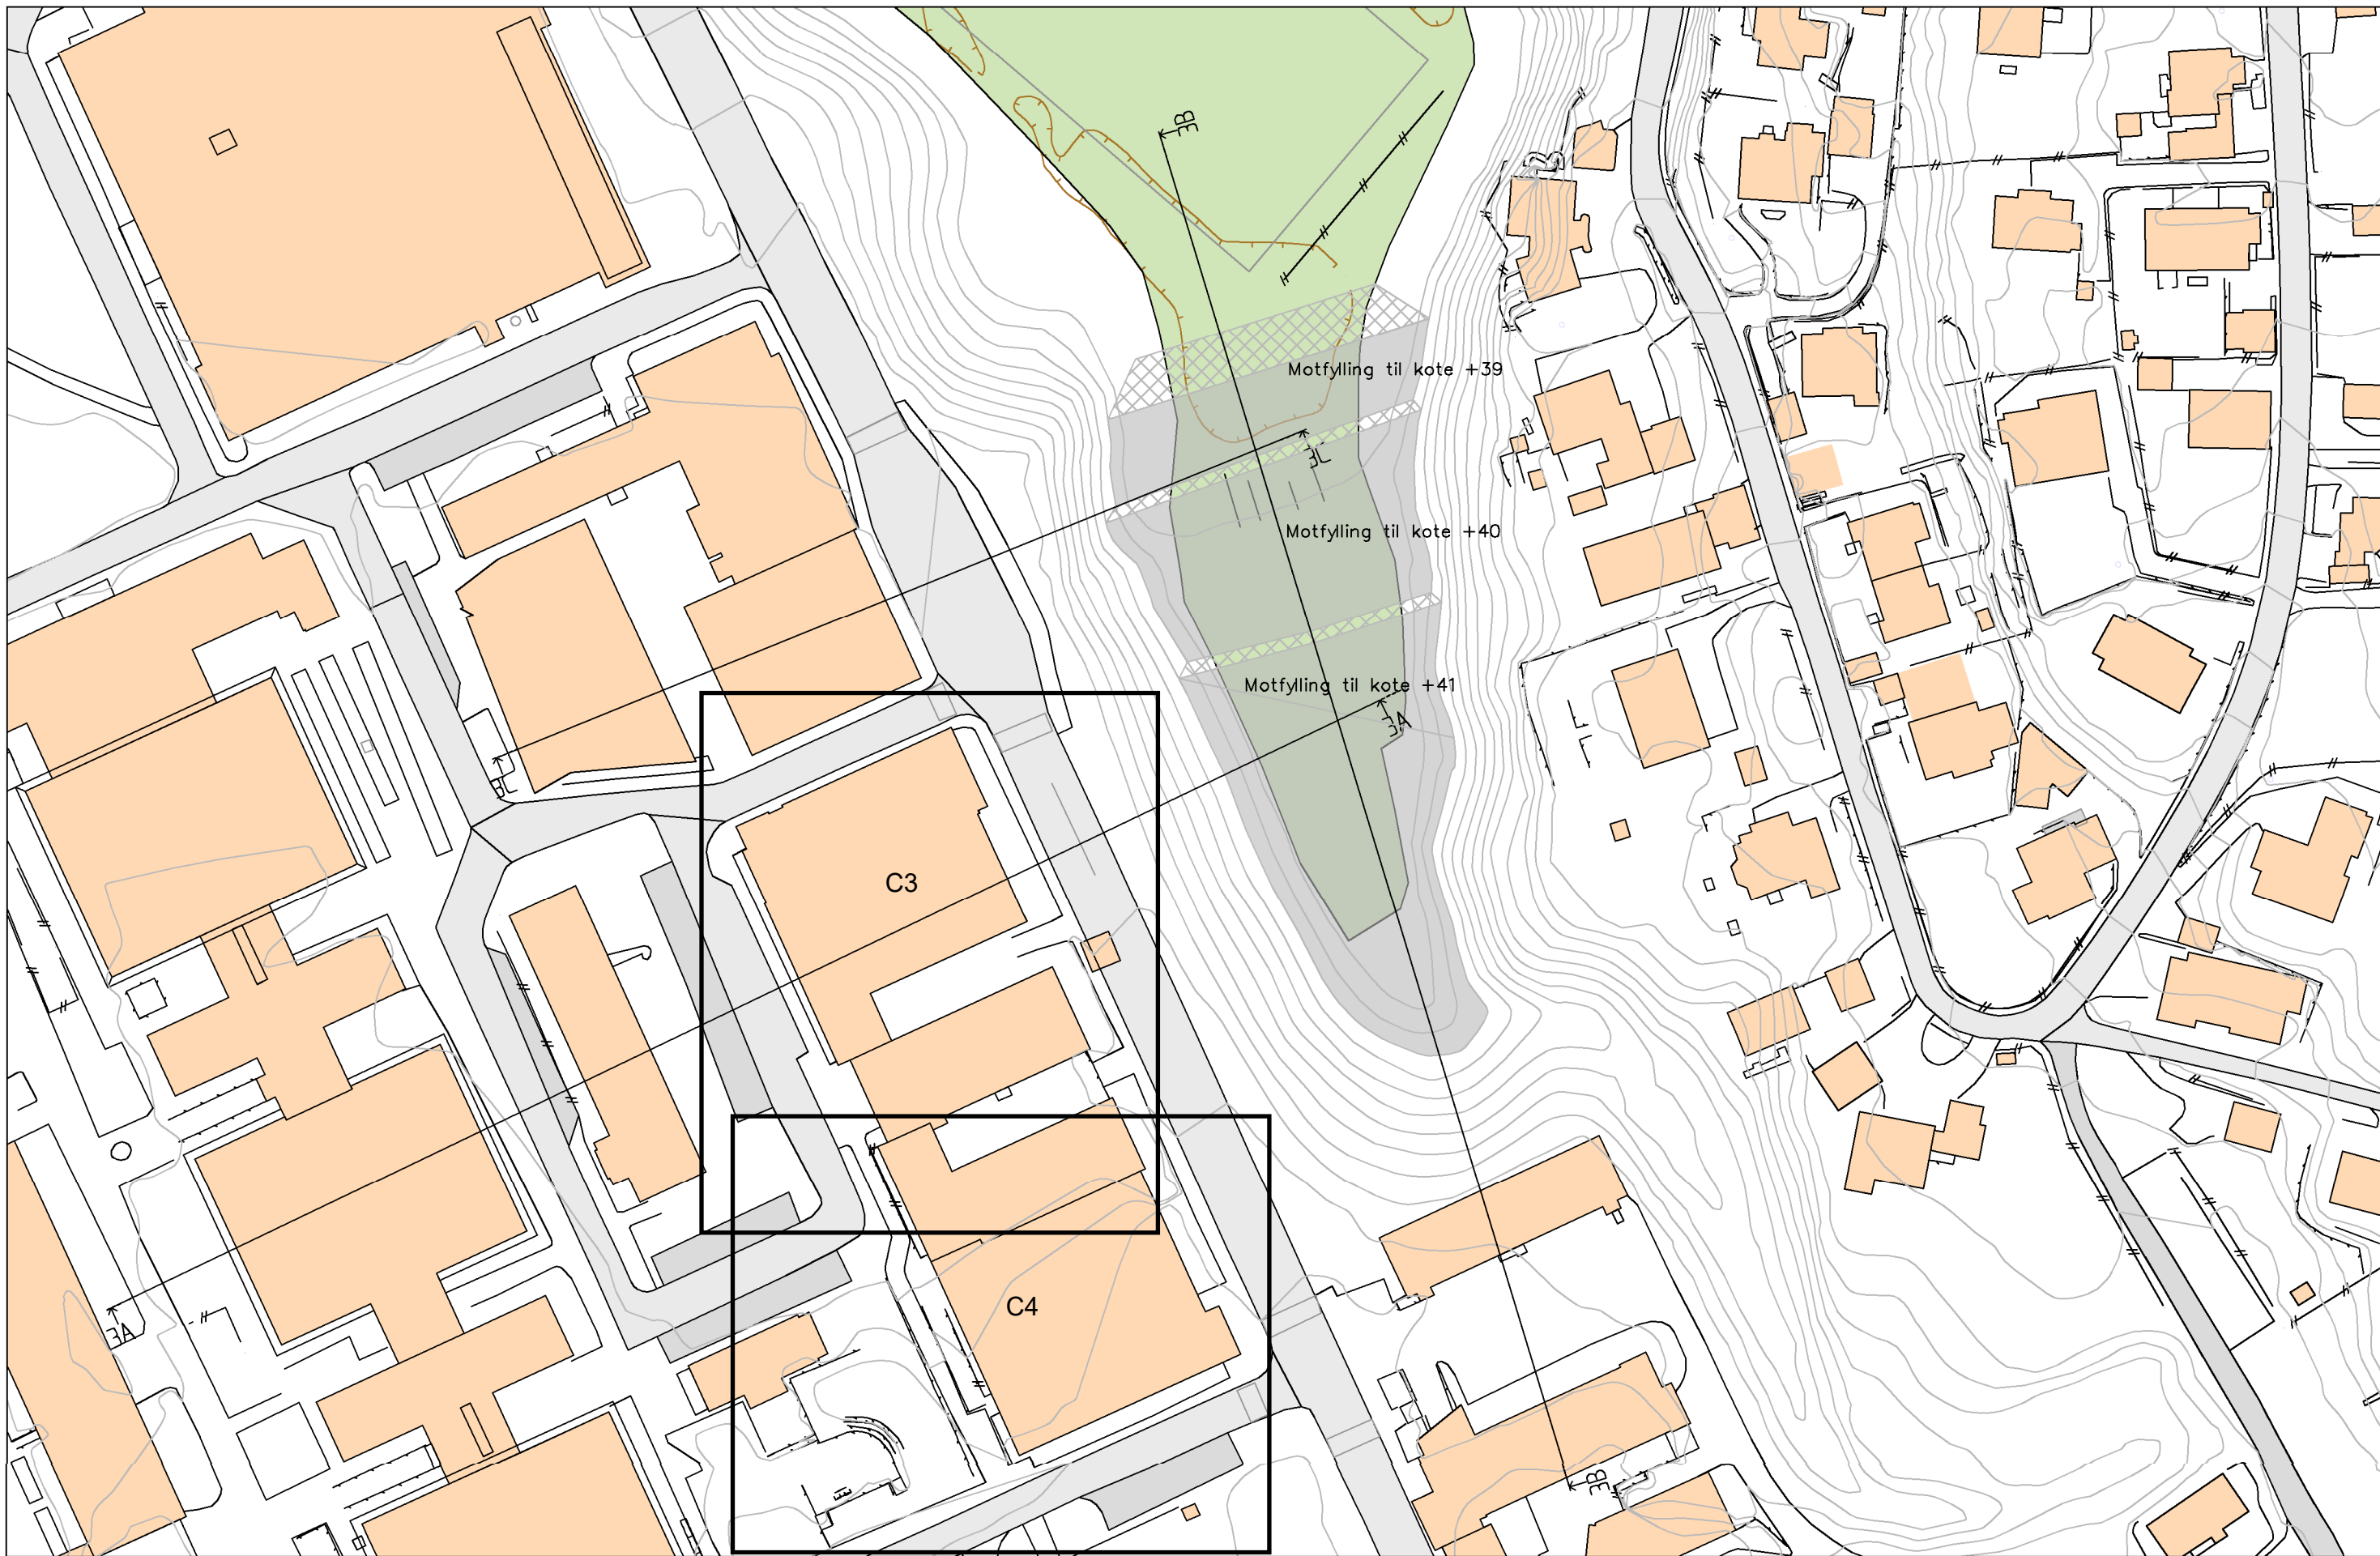 3B
Motfylling til kote +39
3C
Motfylling til kote +40
Motfylling til kote +41
3A
3C
C3
C4
3A
3B